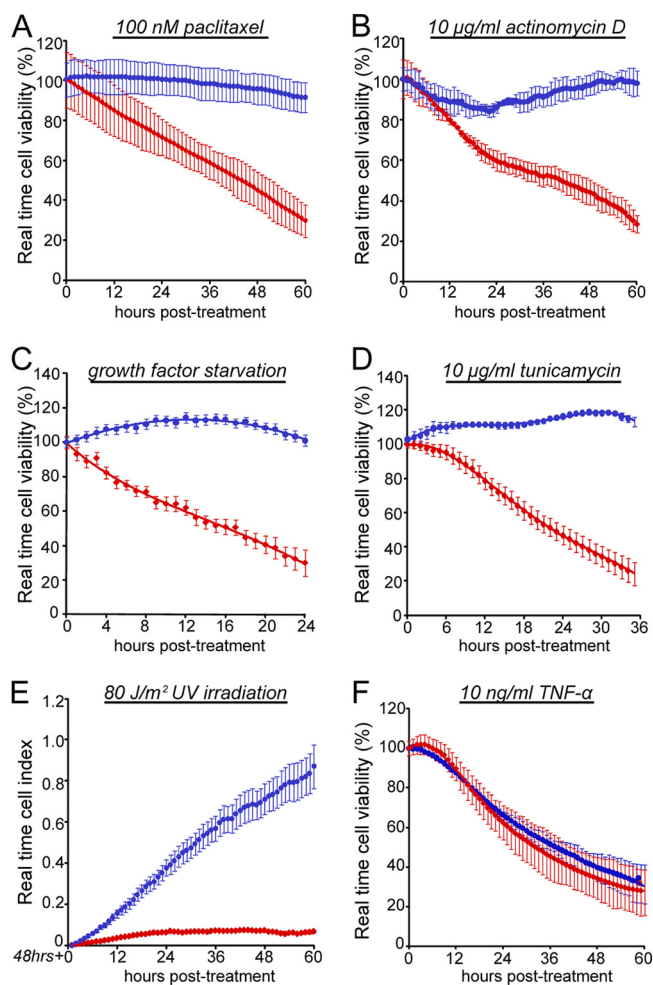 A
100 nM paclitaxel
Real time cell viability (%)
120
100
80
60
40
20
0
0 12 24 36 48 60
hours post-treatment
B
10 µg/ml actinomycin D
Real time cell viability (%)
120
100
80
60
40
20
0
0 12 24 36 48 60
hours post-treatment
C
growth factor starvation
Real time cell viability (%)
140
120
100
80
60
40
20
0
0 4 8 12 16 20 24
hours post-treatment
D
10 µg/ml tunicamycin
Real time cell viability (%)
140
120
100
80
60
40
20
0
0 6 12 18 24 30 36
hours post-treatment
E
80 J/m² UV irradiation
Real time cell index
1.2
1.0
0.8
0.6
0.4
0.2
0
48hrs+0 12 24 36 48 60
hours post-treatment
F
10 ng/ml TNF-α
Real time cell viability (%)
120
100
80
60
40
20
0
0 12 24 36 48 60
hours post-treatment